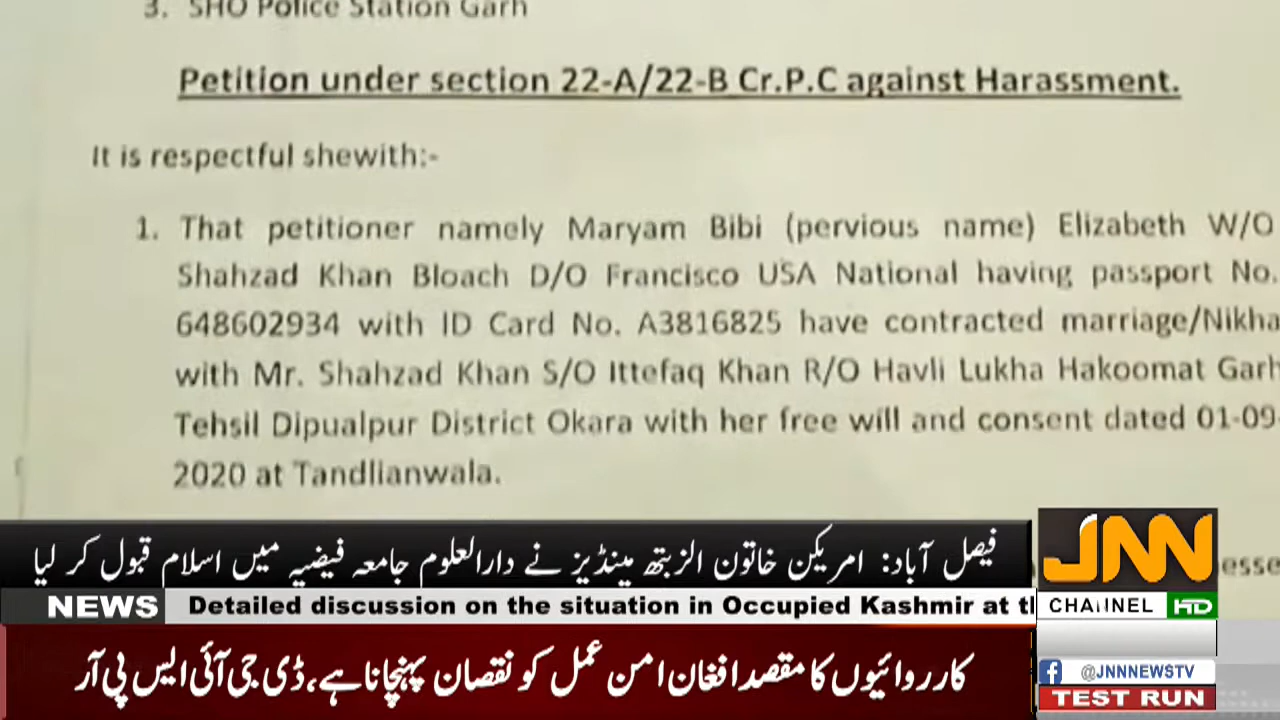 3. SHO Police Station Garh
Petition under section 22-A/22-B Cr.P.C against Harassment.
It is respectful shewith:-
1. That petitioner namely Maryam Bibi (pervious name) Elizabeth W/O
Shahzad Khan Bloach D/O Francisco USA National having passport No.
648602934 with ID Card No. A3816825 have contracted marriage/Nikha
with Mr. Shahzad Khan S/O Ittefaq Khan R/O Havli Lukha Hakoomat Garh
Tehsil Dipualpur District Okara with her free will and consent dated 01-09-
2020 at Tandlianwala.
فیصل آباد: امریکن خاتون الزبتھ مینڈیز نے دارالعلوم جامعہ فیضیہ میں اسلام قبول کر لیا
JNN
esse
NEWS Detailed discussion on the situation in Occupied Kashmir at th
CHANNEL HD
کارروائیوں کا مقصد افغان امن عمل کو نقصان پہنچانا ہے، ڈی جی آئی ایس پی آر
f @JNNNEWSTV
TEST RUN